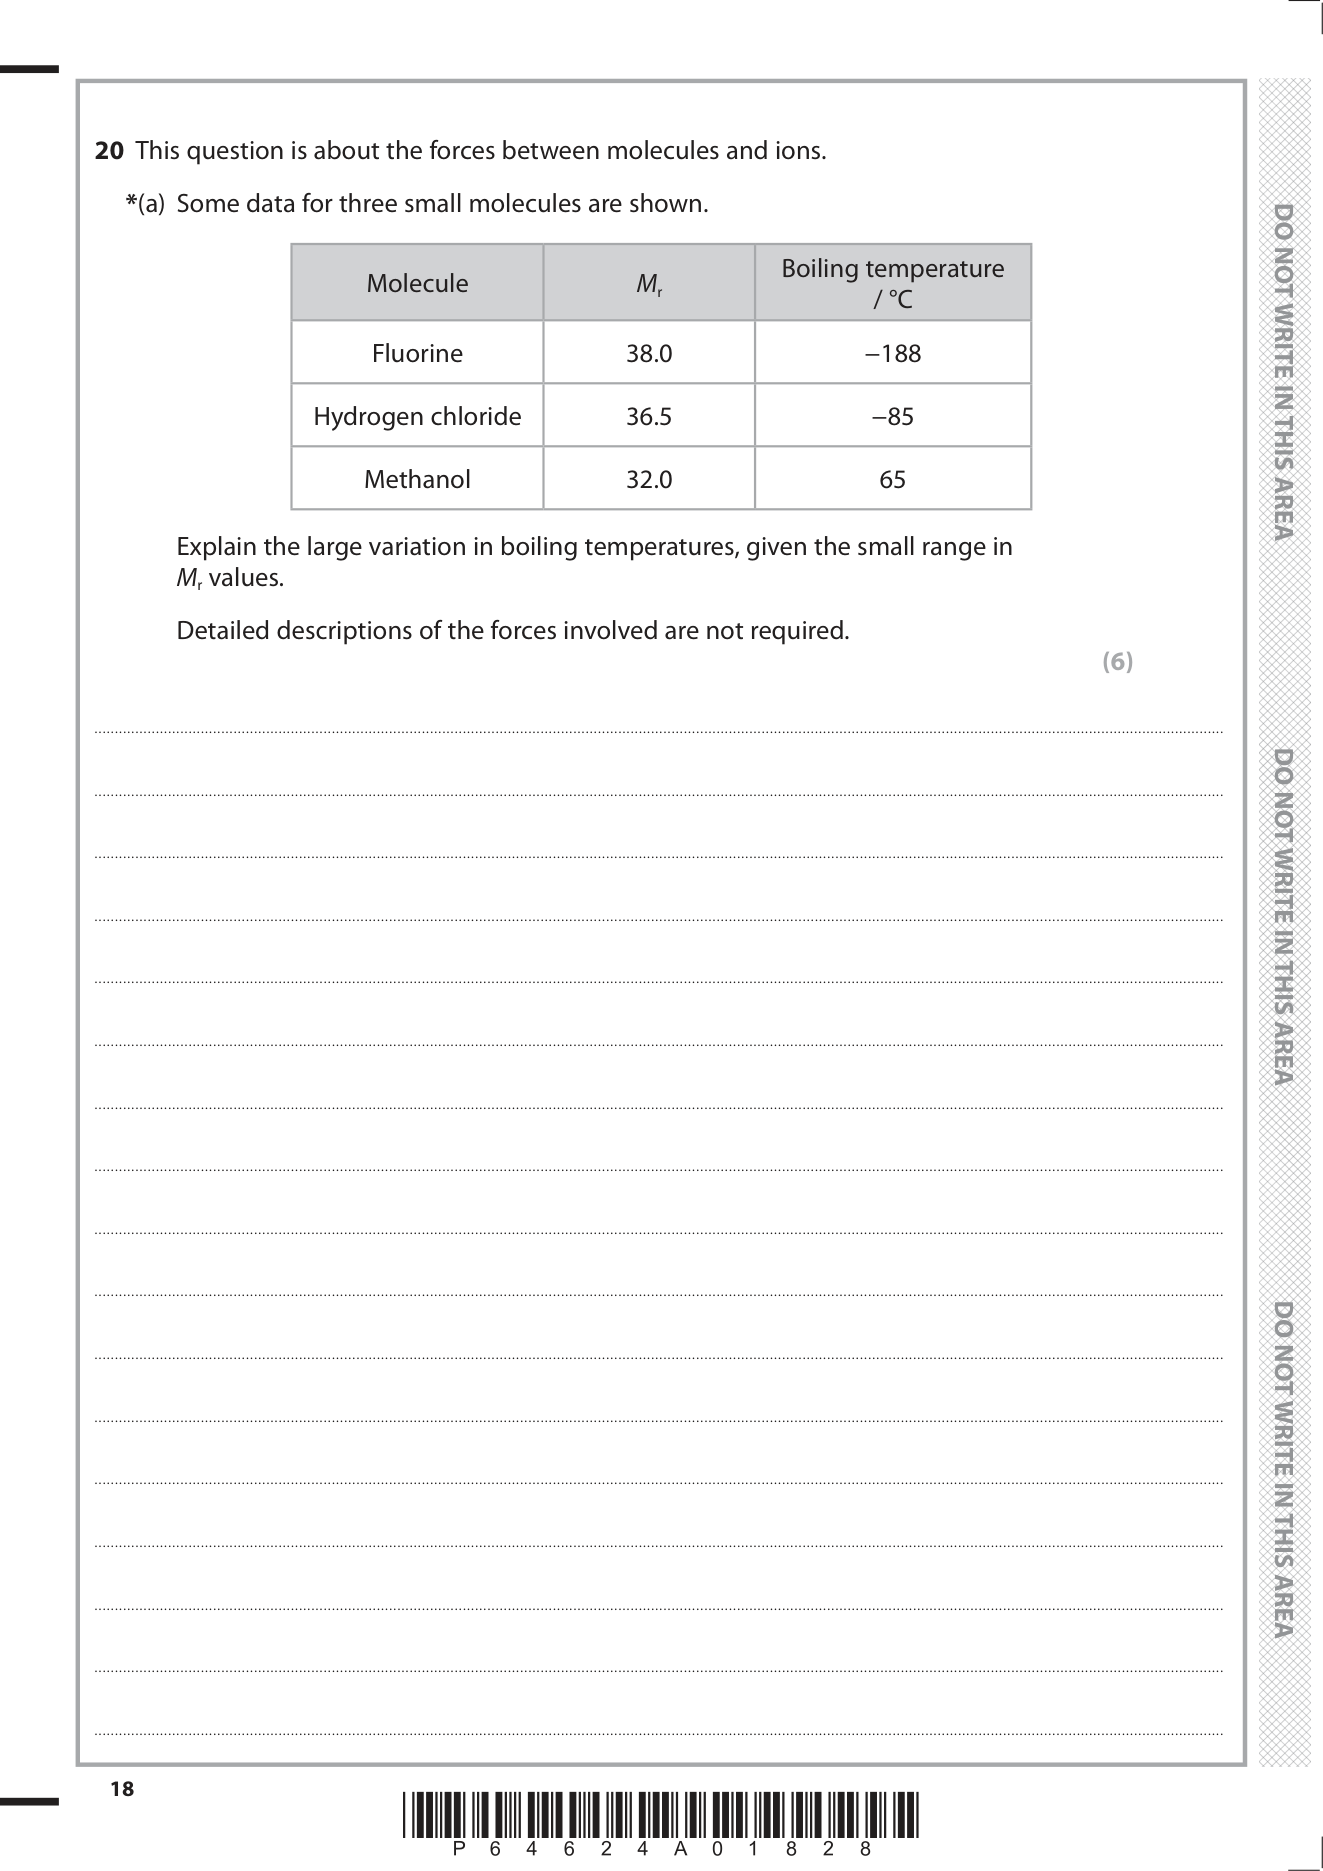 20 This question is about the forces between molecules and ions.
*(a) Some data for three small molecules are shown.
Molecule Mr Boiling temperature / °C
Fluorine 38.0 −188
Hydrogen chloride 36.5 −85
Methanol 32.0 65
Explain the large variation in boiling temperatures, given the small range in
Mr values.
Detailed descriptions of the forces involved are not required.
(6)
18
P 6 4 6 2 4 A 0 1 8 2 8
DO NOT WRITE IN THIS AREA
DO NOT WRITE IN THIS AREA
DO NOT WRITE IN THIS AREA